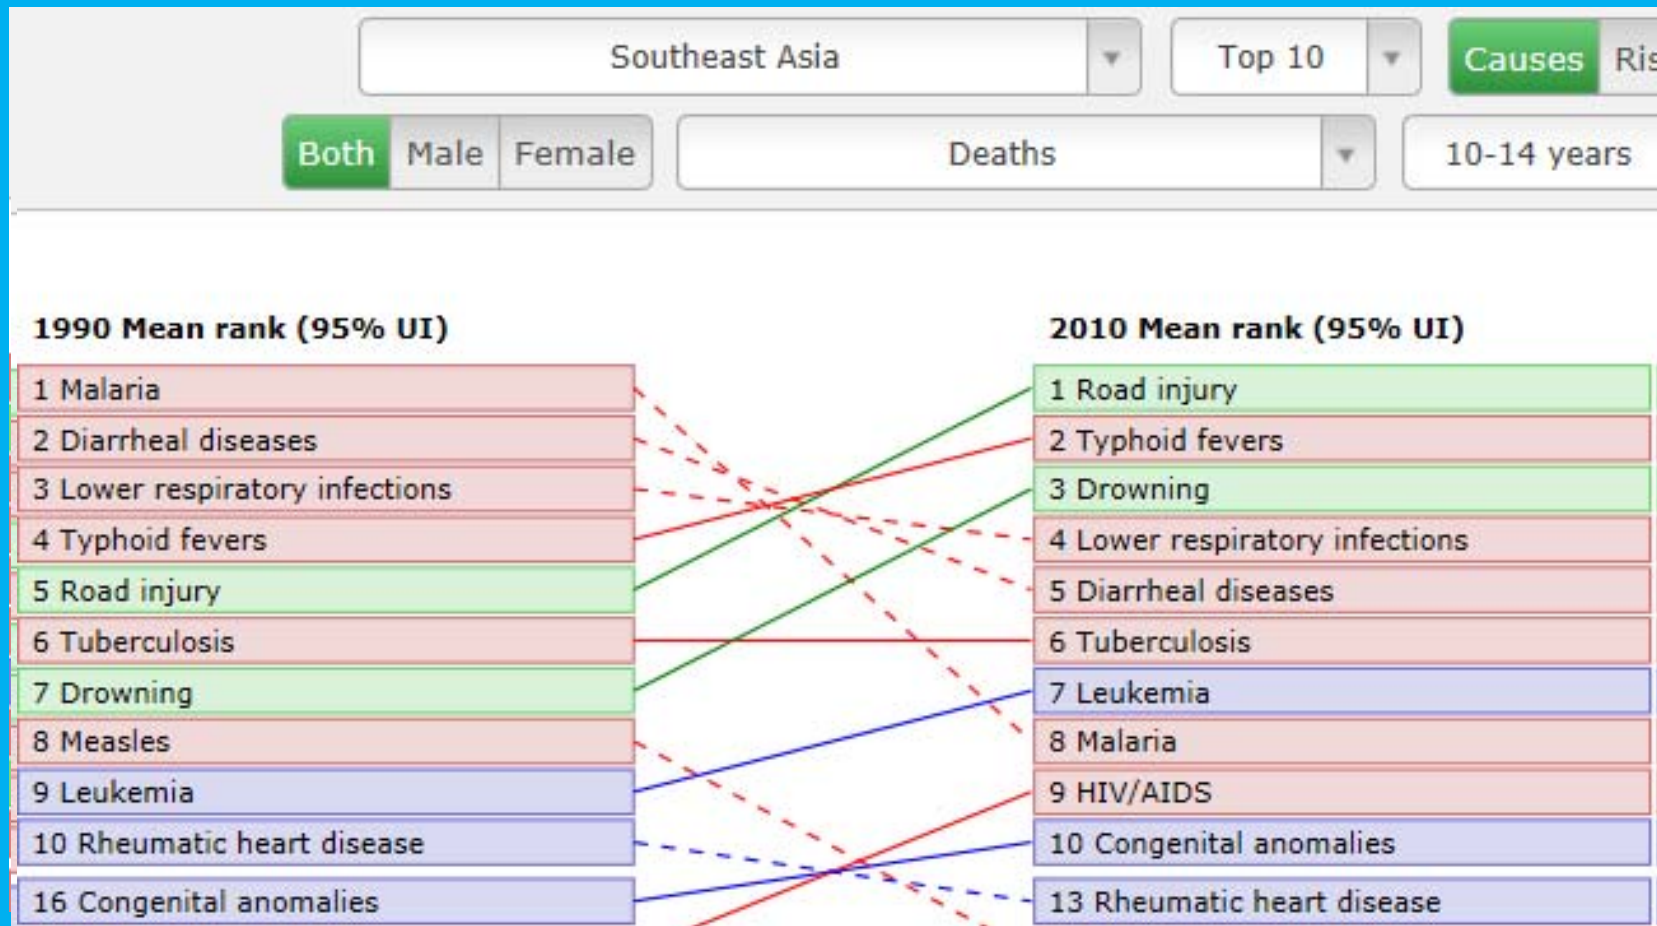 Southeast Asia Top 10 Causes Ris
Both Male Female Deaths 10-14 years
1990 Mean rank (95% UI) 2010 Mean rank (95% UI)
1 Malaria 1 Road injury
2 Diarrheal diseases 2 Typhoid fevers
3 Lower respiratory infections 3 Drowning
4 Typhoid fevers 4 Lower respiratory infections
5 Road injury 5 Diarrheal diseases
6 Tuberculosis 6 Tuberculosis
7 Drowning 7 Leukemia
8 Measles 8 Malaria
9 Leukemia 9 HIV/AIDS
10 Rheumatic heart disease 10 Congenital anomalies
16 Congenital anomalies 13 Rheumatic heart disease